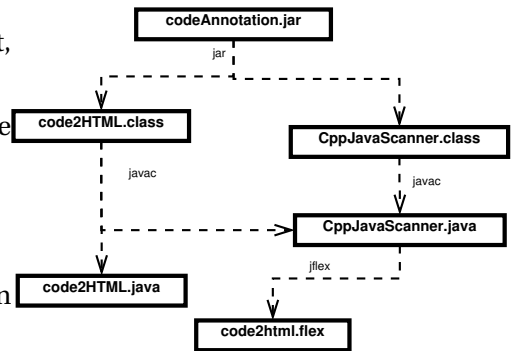 codeAnnotation.jar
t,
jar
code2HTML.class
e
CppJavaScanner.class
javac
javac
CppJavaScanner.java
jflex
code2HTML.java
n
code2html.flex